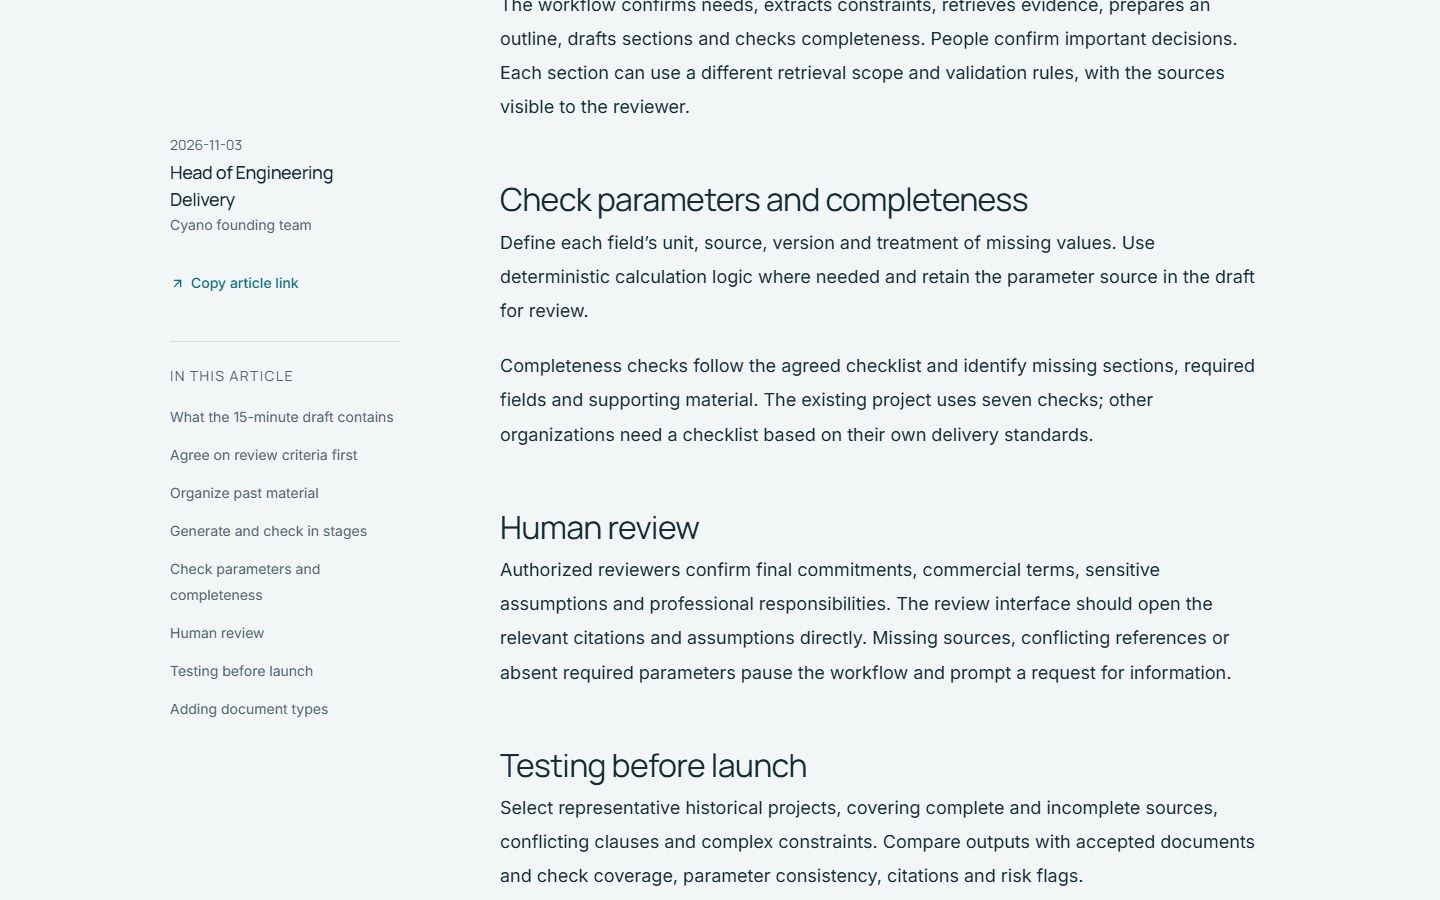 The workflow confirms needs, extracts constraints, retrieves evidence, prepares an
outline, drafts sections and checks completeness. People confirm important decisions.
Each section can use a different retrieval scope and validation rules, with the sources
visible to the reviewer.
2026-11-03
Head of Engineering
Delivery
Cyano founding team
Copy article link
IN THIS ARTICLE
What the 15-minute draft contains
Agree on review criteria first
Organize past material
Generate and check in stages
Check parameters and
completeness
Human review
Testing before launch
Adding document types
Check parameters and completeness
Define each field’s unit, source, version and treatment of missing values. Use
deterministic calculation logic where needed and retain the parameter source in the draft
for review.
Completeness checks follow the agreed checklist and identify missing sections, required
fields and supporting material. The existing project uses seven checks; other
organizations need a checklist based on their own delivery standards.
Human review
Authorized reviewers confirm final commitments, commercial terms, sensitive
assumptions and professional responsibilities. The review interface should open the
relevant citations and assumptions directly. Missing sources, conflicting references or
absent required parameters pause the workflow and prompt a request for information.
Testing before launch
Select representative historical projects, covering complete and incomplete sources,
conflicting clauses and complex constraints. Compare outputs with accepted documents
and check coverage, parameter consistency, citations and risk flags.